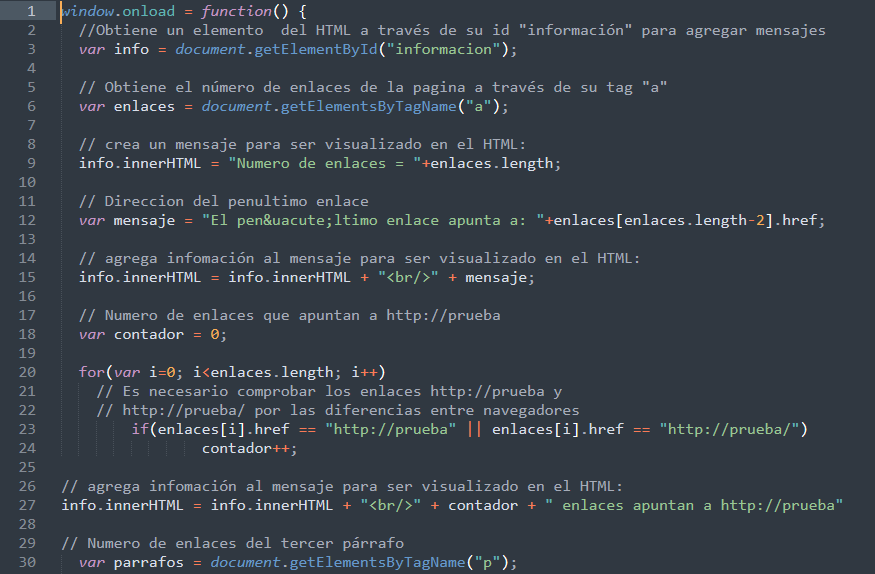 1 window.onload = function() {
2 //Obtiene un elemento  del HTML a través de su id "información" para agregar mensajes
3 var info = document.getElementById("informacion");
4
5 // Obtiene el número de enlaces de la pagina a través de su tag "a"
6 var enlaces = document.getElementsByTagName("a");
7
8 // crea un mensaje para ser visualizado en el HTML:
9 info.innerHTML = "Numero de enlaces = "+enlaces.length;
10
11 // Direccion del penultimo enlace
12 var mensaje = "El pen&uacute;ltimo enlace apunta a: "+enlaces[enlaces.length-2].href;
13
14 // agrega infomación al mensaje para ser visualizado en el HTML:
15 info.innerHTML = info.innerHTML + "<br/>" + mensaje;
16
17 // Numero de enlaces que apuntan a http://prueba
18 var contador = 0;
19
20 for(var i=0; i<enlaces.length; i++)
21 // Es necesario comprobar los enlaces http://prueba y
22 // http://prueba/ por las diferencias entre navegadores
23 if(enlaces[i].href == "http://prueba" || enlaces[i].href == "http://prueba/")
24 contador++;
25
26 // agrega infomación al mensaje para ser visualizado en el HTML:
27 info.innerHTML = info.innerHTML + "<br/>" + contador + " enlaces apuntan a http://prueba"
28
29 // Numero de enlaces del tercer párrafo
30 var parrafos = document.getElementsByTagName("p");